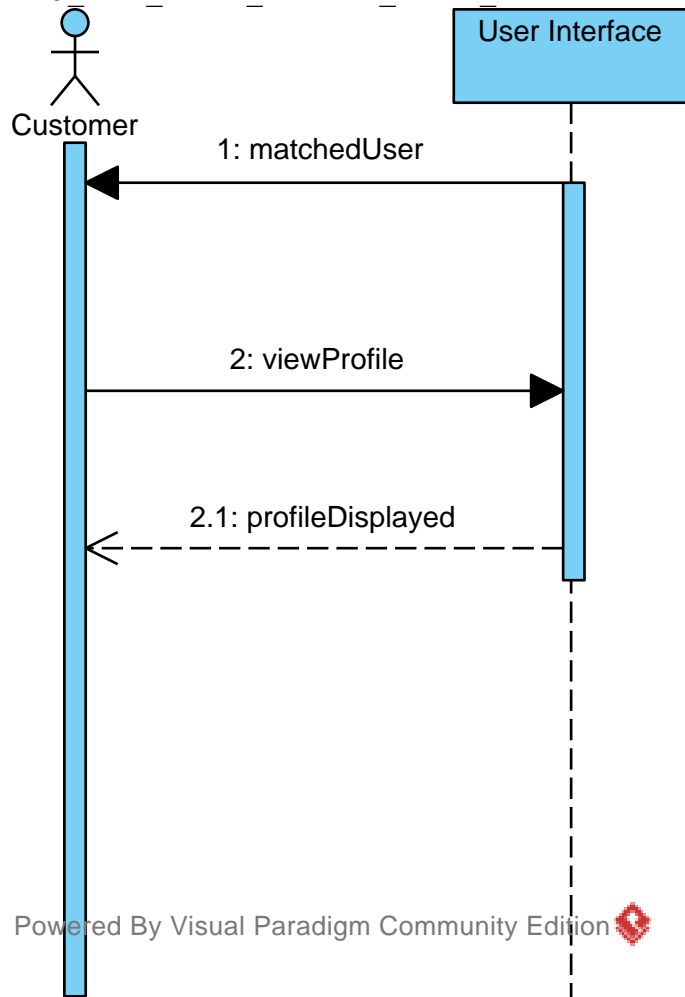 User Interface
Customer
1: matchedUser
2: viewProfile
2.1: profileDisplayed
Powered By Visual Paradigm Community Edition